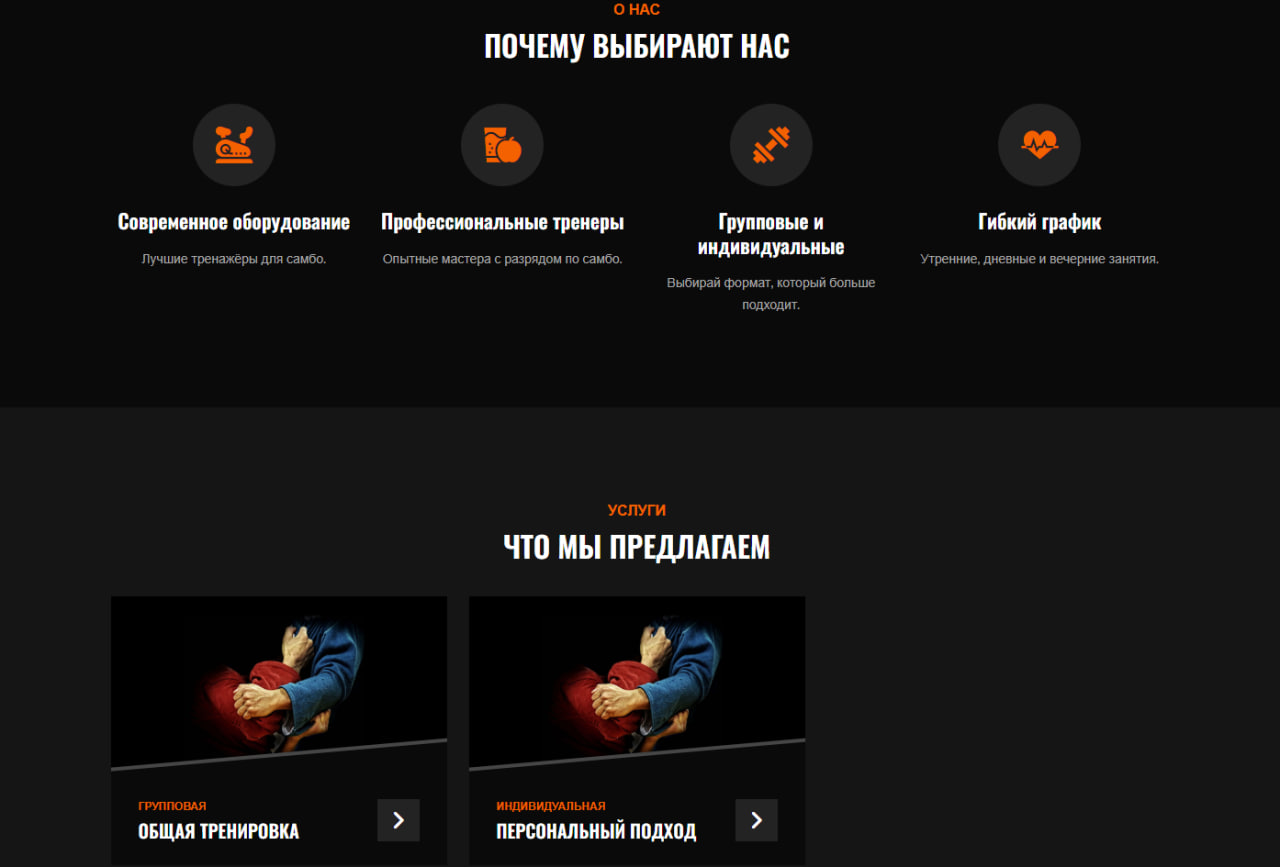 О НАС
ПОЧЕМУ ВЫБИРАЮТ НАС
Современное оборудование
Лучшие тренажёры для самбо.
Профессиональные тренеры
Опытные мастера с разрядом по самбо.
Групповые и
индивидуальные
Выбирай формат, который больше
подходит.
Гибкий график
Утренние, дневные и вечерние занятия.
УСЛУГИ
ЧТО МЫ ПРЕДЛАГАЕМ
ГРУППОВАЯ
ОБЩАЯ ТРЕНИРОВКА
ИНДИВИДУАЛЬНАЯ
ПЕРСОНАЛЬНЫЙ ПОДХОД